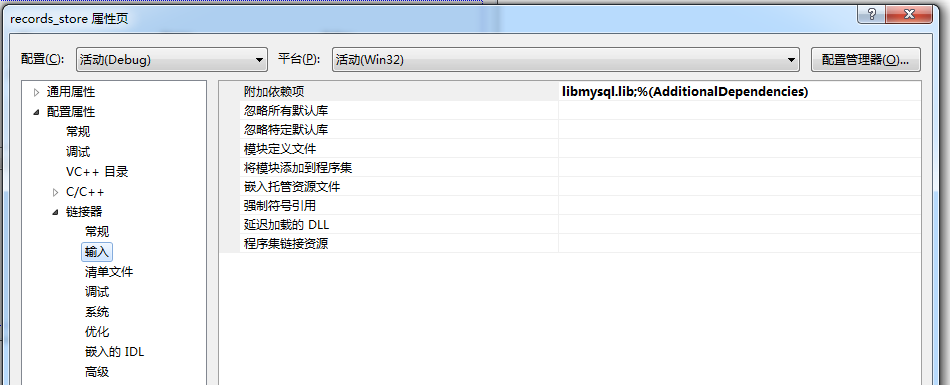 records_store 属性页
配置(C): 活动(Debug) 平台(P): 活动(Win32) 配置管理器(O)...
通用属性
配置属性
常规
调试
VC++ 目录
C/C++
链接器
常规
输入
清单文件
调试
系统
优化
嵌入的 IDL
高级
附加依赖项 libmysql.lib;%(AdditionalDependencies)
忽略所有默认库
忽略特定默认库
模块定义文件
将模块添加到程序集
嵌入托管资源文件
强制符号引用
延迟加载的 DLL
程序集链接资源